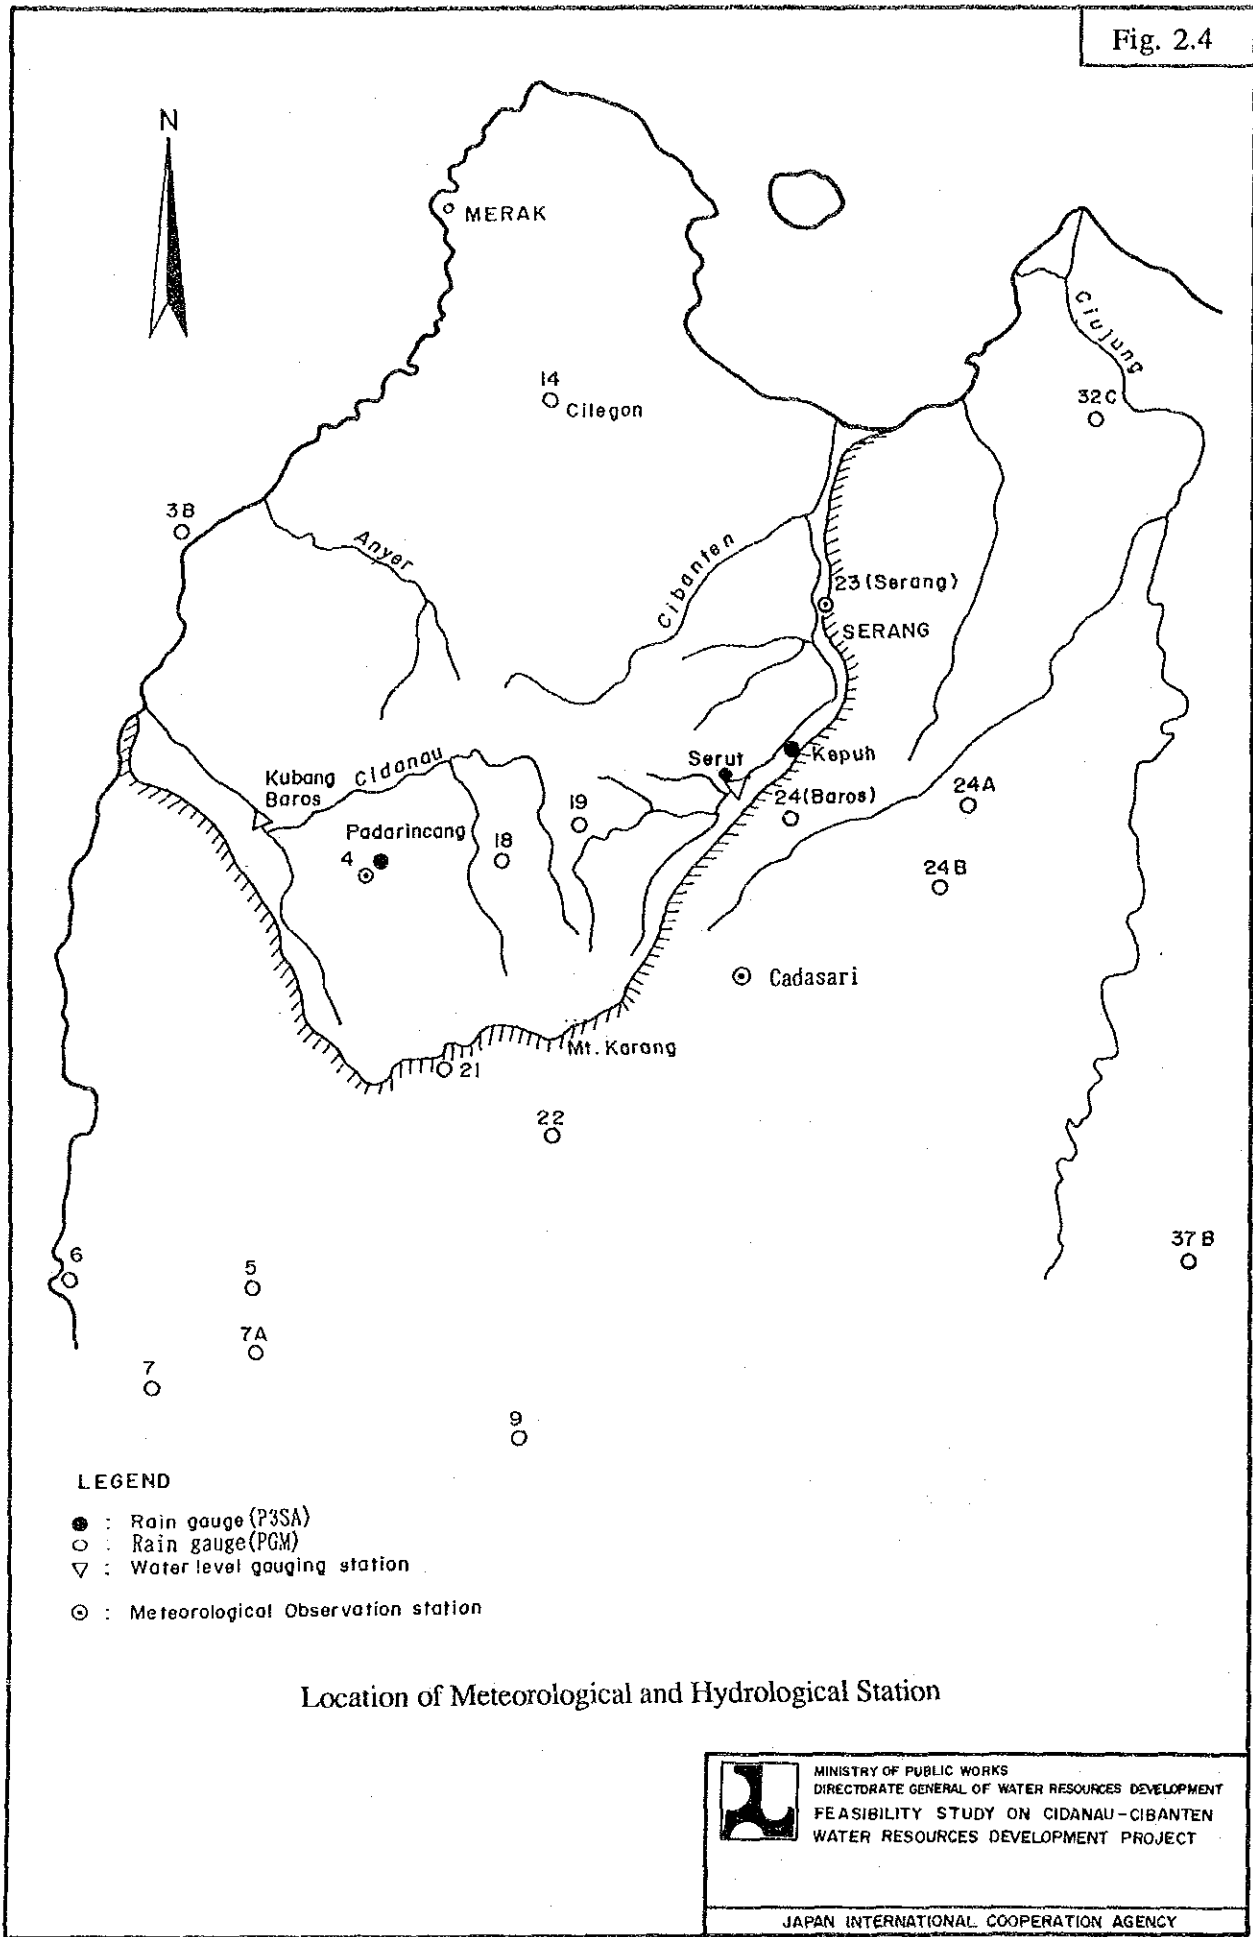 Fig. 2.4
N
MERAK
Ciujung
14
Cilegon
32C
3B
Anyer
Cibanten
23 (Serang)
SERANG
Serut
Kepuh
Kubang
Baros
Cidanau
24A
19
24 (Baros)
Padarincang
18
4
24B
Cadasari
Mt. Karang
21
22
37B
6
5
7A
7
9
LEGEND
● : Rain gauge (P3SA)
○ : Rain gauge (PGM)
▽ : Water level gauging station
⊙ : Meteorological Observation station
Location of Meteorological and Hydrological Station
MINISTRY OF PUBLIC WORKS
DIRECTORATE GENERAL OF WATER RESOURCES DEVELOPMENT
FEASIBILITY STUDY ON CIDANAU-CIBANTEN
WATER RESOURCES DEVELOPMENT PROJECT
JAPAN INTERNATIONAL COOPERATION AGENCY